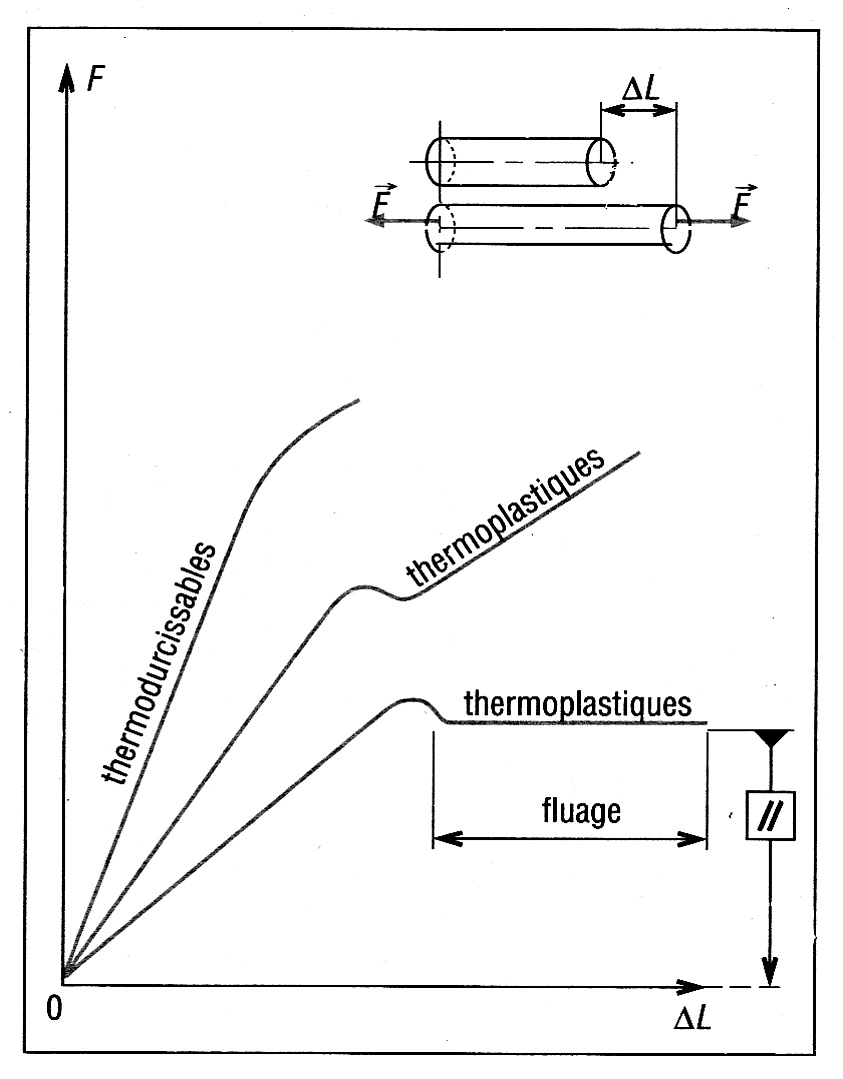 F
ΔL
F
F
thermodurcissables
thermoplastiques
thermoplastiques
fluage
//
0
ΔL